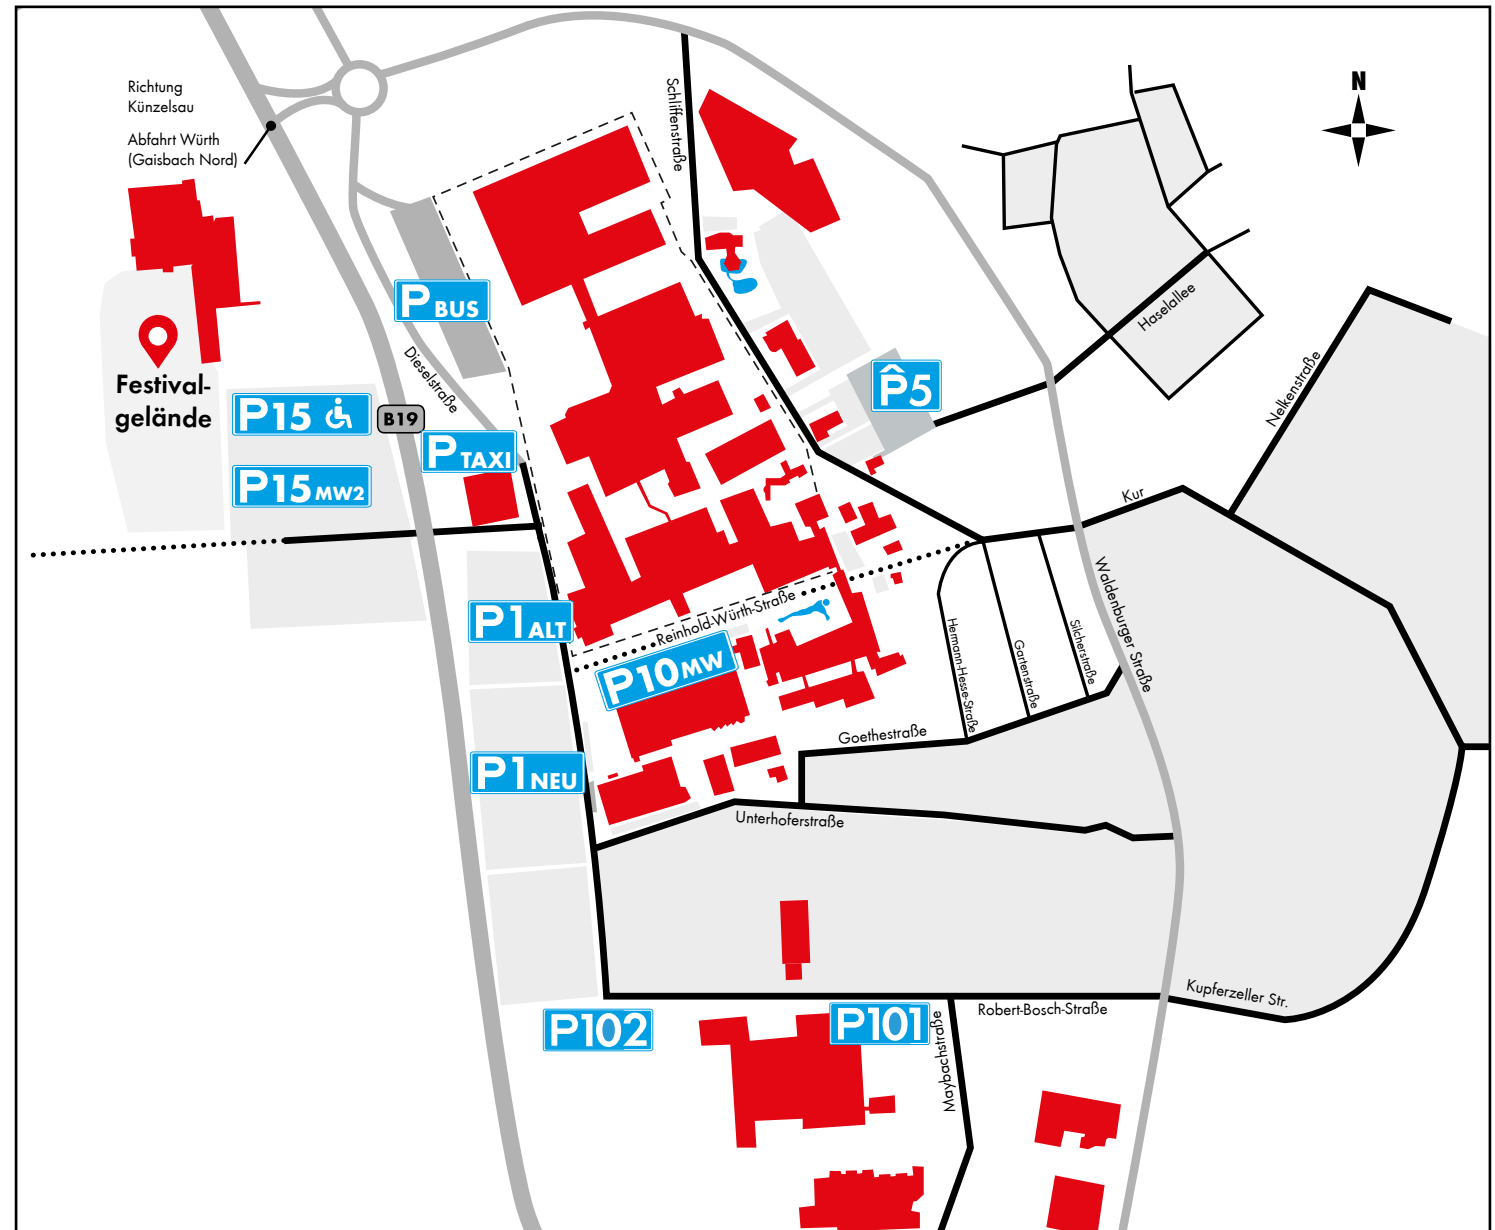 Richtung
Künzelsau
Abfahrt Würth
(Gaisbach Nord)
N
Schliffenstraße
P BUS
Haselallee
Dieselstraße
Festival-
gelände
P15
B19
P5
Nelkenstraße
P TAXI
P15 MW2
Kur
Waldenburger Straße
P1 ALT
Reinhold-Würth-Straße
Hermann-Hesse-Straße
Gartenstraße
Silcherstraße
P10 MW
Goethestraße
P1 NEU
Unterhoferstraße
Kupferzeller Str.
P102
P101
Maybachstraße
Robert-Bosch-Straße